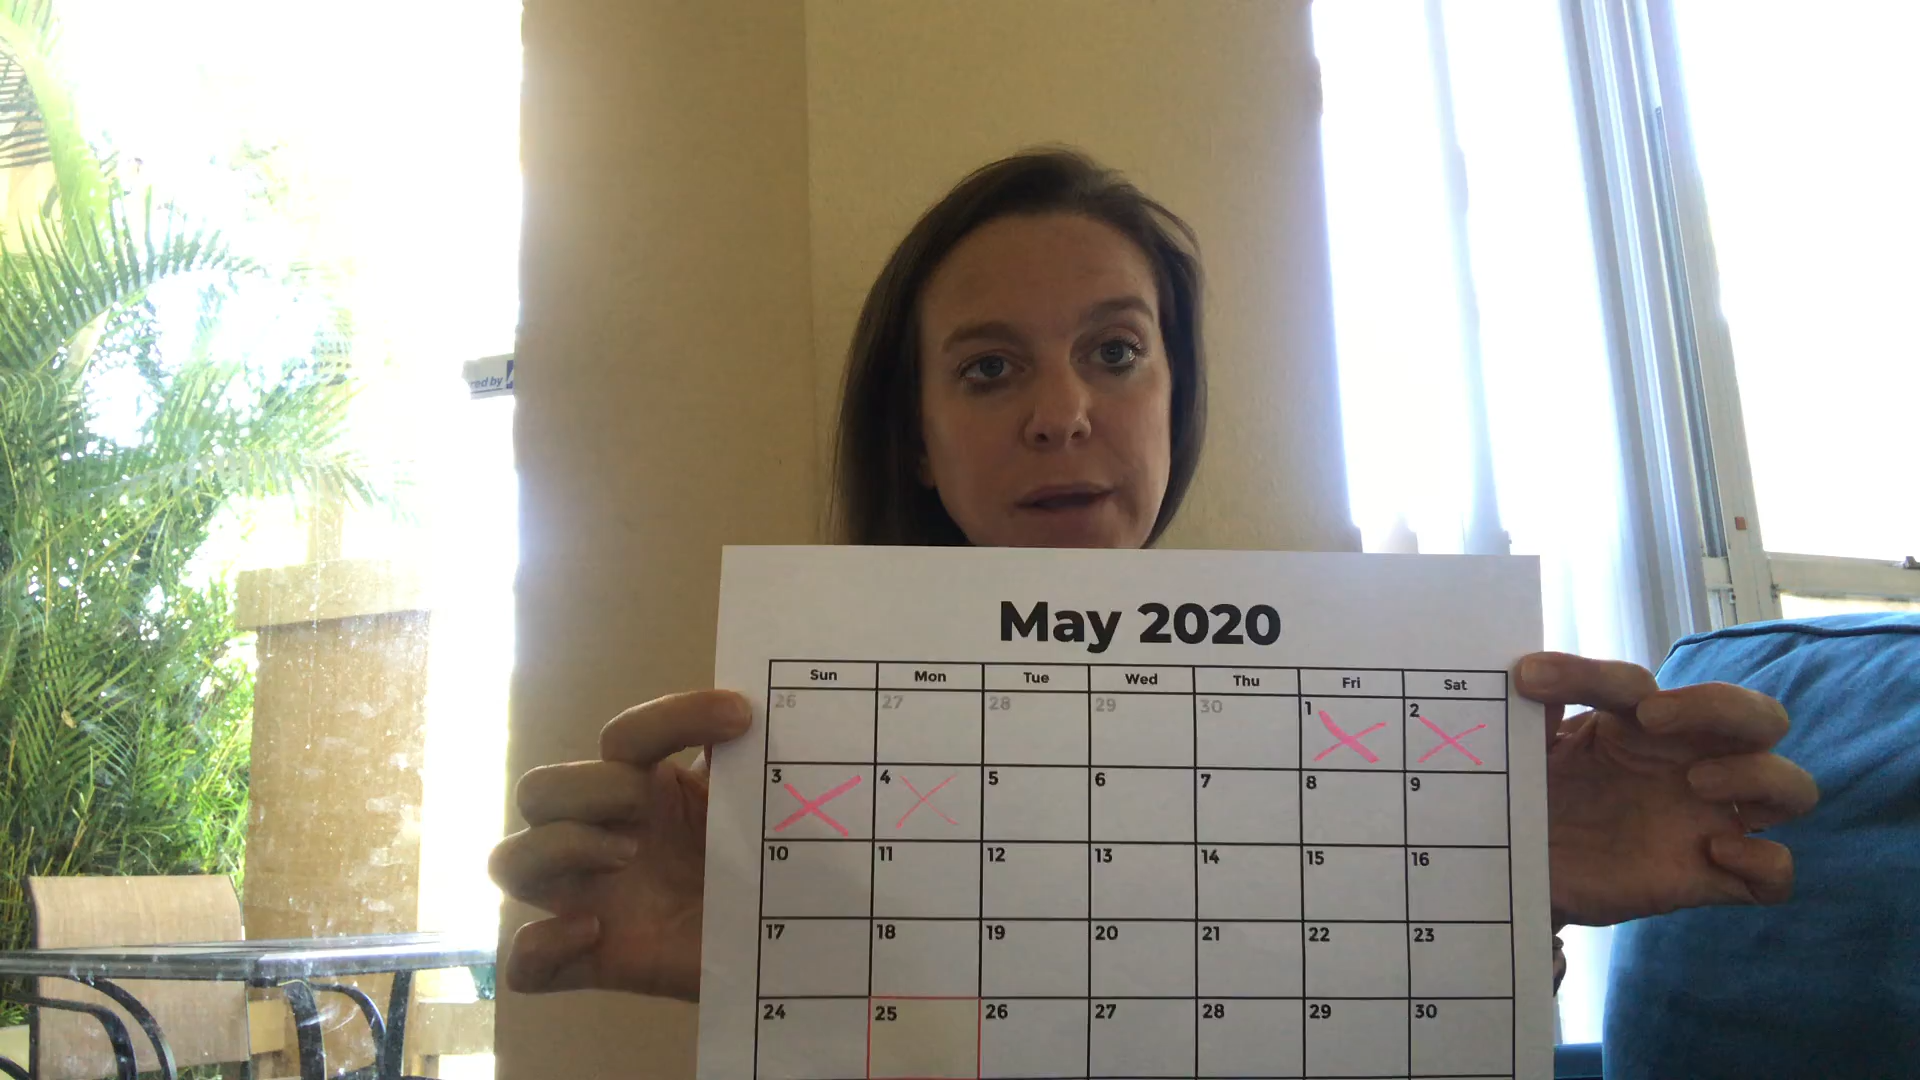 red by
May 2020
Sun Mon Tue Wed Thu Fri Sat
26 27 28 29 30 1 2
3 4 5 6 7 8 9
10 11 12 13 14 15 16
17 18 19 20 21 22 23
24 25 26 27 28 29 30